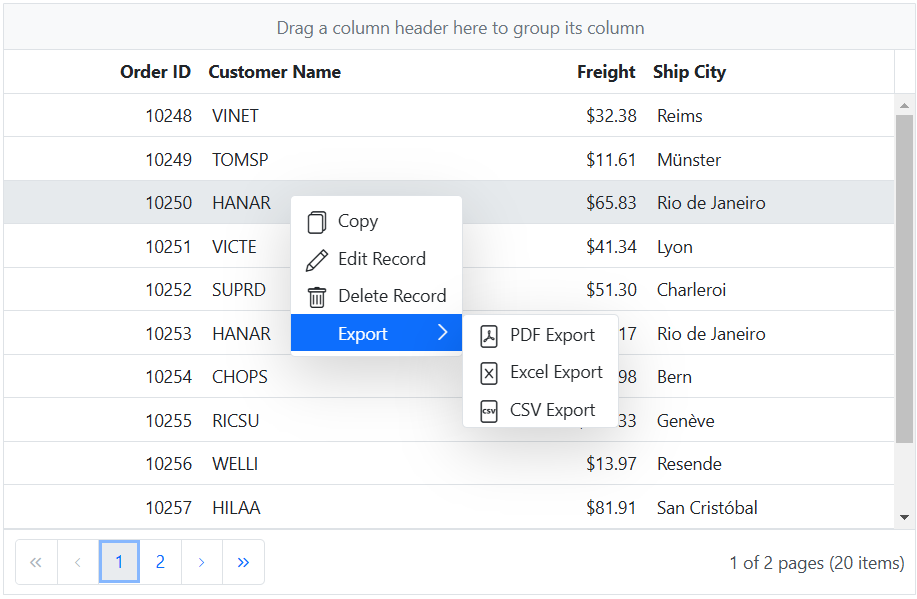 Drag a column header here to group its column
Order ID Customer Name Freight Ship City
10248 VINET $32.38 Reims
10249 TOMSP $11.61 Münster
10250 HANAR $65.83 Rio de Janeiro
Copy
10251 VICTE $41.34 Lyon
Edit Record
10252 SUPRD $51.30 Charleroi
Delete Record
10253 HANAR Export PDF Export 17 Rio de Janeiro
10254 CHOPS Excel Export 98 Bern
10255 RICSU CSV CSV Export 33 Genève
10256 WELLI $13.97 Resende
10257 HILAA $81.91 San Cristóbal
« ‹ 1 2 › » 1 of 2 pages (20 items)